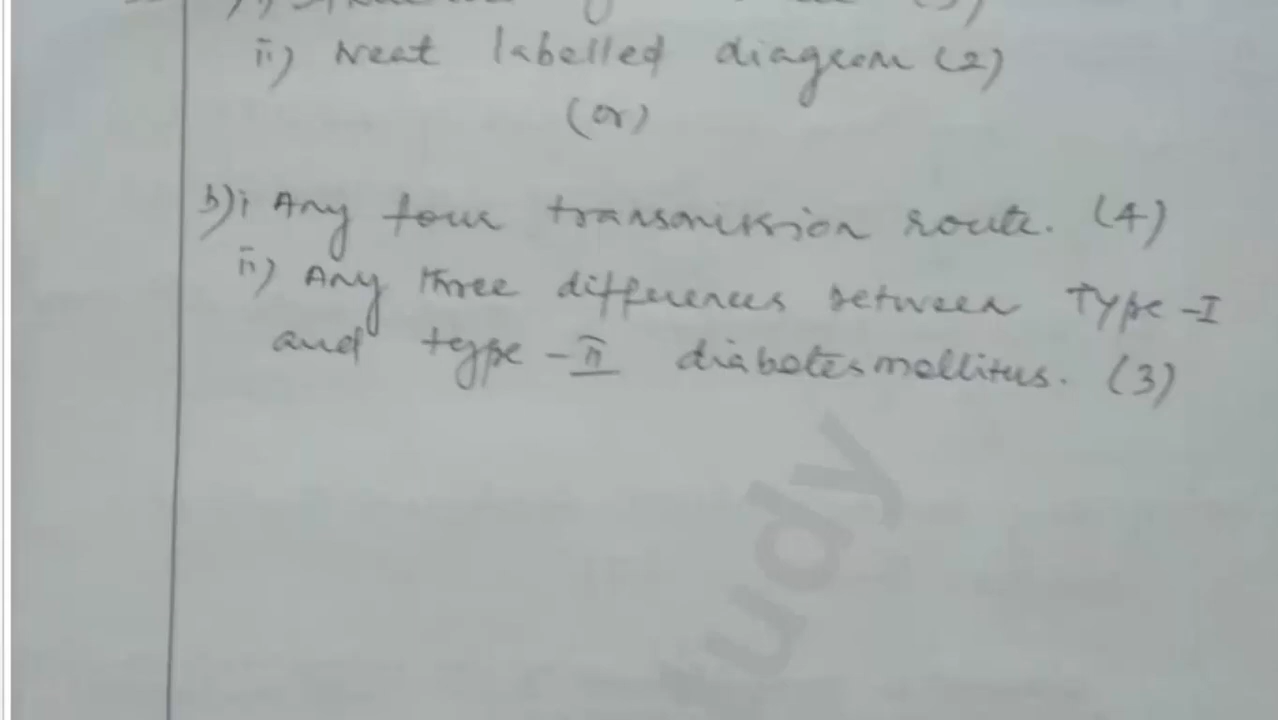 ii) Neat labelled diagram (2)
(or)
b)i Any four transmission route. (4)
ii) Any three differences between Type-I
and type-II diabetes mellitus. (3)
tudy